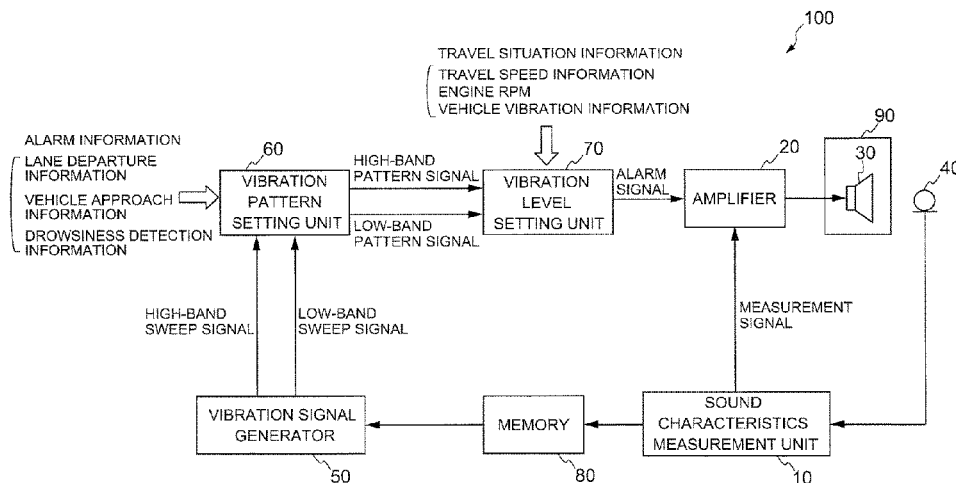 100
TRAVEL SITUATION INFORMATION
TRAVEL SPEED INFORMATION
ENGINE RPM
VEHICLE VIBRATION INFORMATION
90
30
40
ALARM INFORMATION
LANE DEPARTURE
INFORMATION
VEHICLE APPROACH
INFORMATION
DROWSINESS DETECTION
INFORMATION
60
VIBRATION
PATTERN
SETTING UNIT
HIGH-BAND
PATTERN SIGNAL
LOW-BAND
PATTERN SIGNAL
70
VIBRATION
LEVEL
SETTING UNIT
ALARM
SIGNAL
20
AMPLIFIER
HIGH-BAND
SWEEP SIGNAL
LOW-BAND
SWEEP SIGNAL
MEASUREMENT
SIGNAL
VIBRATION SIGNAL
GENERATOR
50
MEMORY
80
SOUND
CHARACTERISTICS
MEASUREMENT UNIT
10